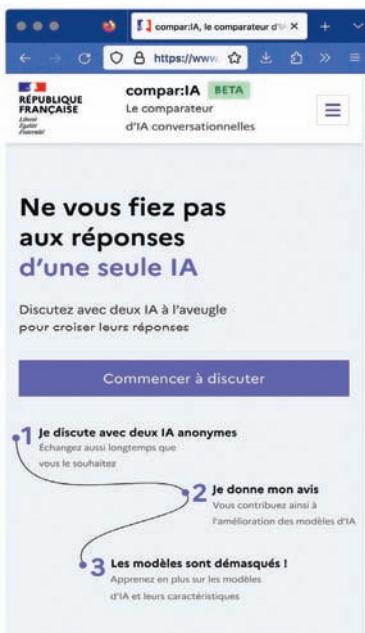 compar:IA, le comparateur d'I
https://www.
RÉPUBLIQUE
FRANÇAISE
Liberté
Égalité
Fraternité
compar:IA BETA
Le comparateur
d'IA conversationnelles
Ne vous fiez pas
aux réponses
d'une seule IA
Discutez avec deux IA à l'aveugle
pour croiser leurs réponses
Commencer à discuter
1 Je discute avec deux IA anonymes
Échangez aussi longtemps que
vous le souhaitez
2 Je donne mon avis
Vous contribuez ainsi à
l'amélioration des modèles d'IA
3 Les modèles sont démasqués !
Apprenez en plus sur les modèles
d'IA et leurs caractéristiques